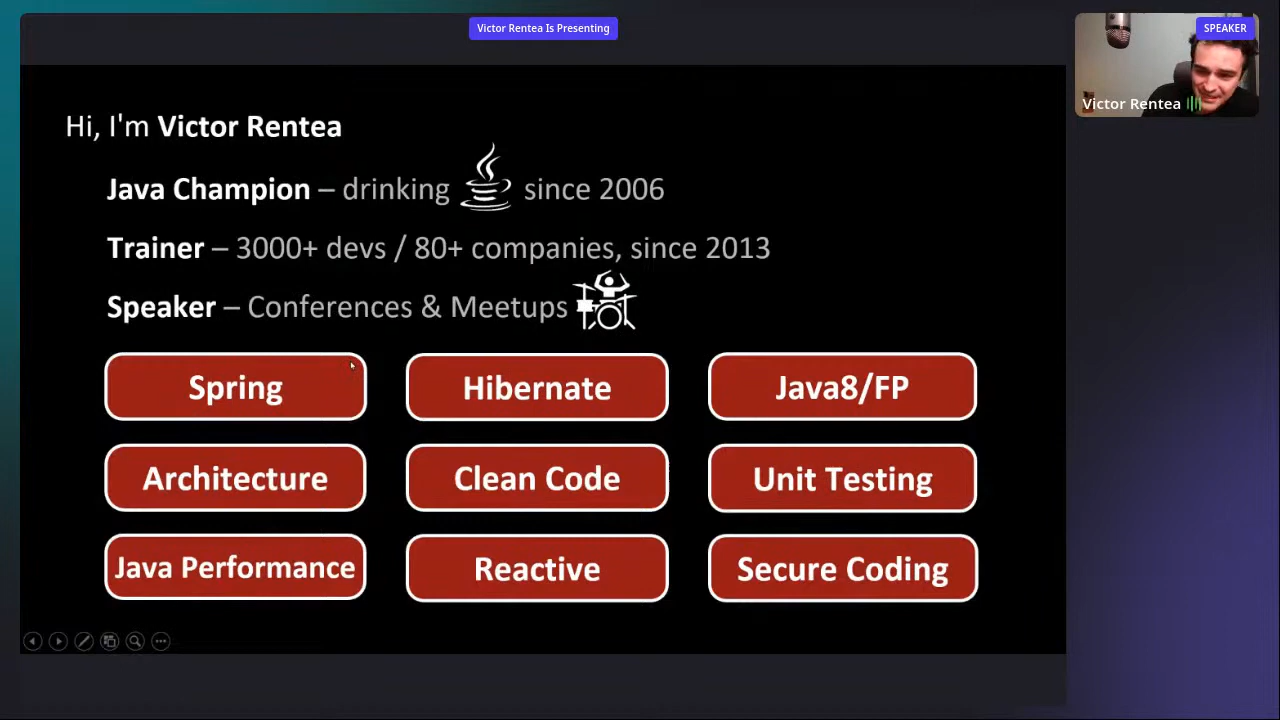 Victor Rentea Is Presenting
SPEAKER
Victor Rentea
Hi, I'm Victor Rentea
Java Champion – drinking since 2006
Trainer – 3000+ devs / 80+ companies, since 2013
Speaker – Conferences & Meetups
Spring
Hibernate
Java8/FP
Architecture
Clean Code
Unit Testing
Java Performance
Reactive
Secure Coding